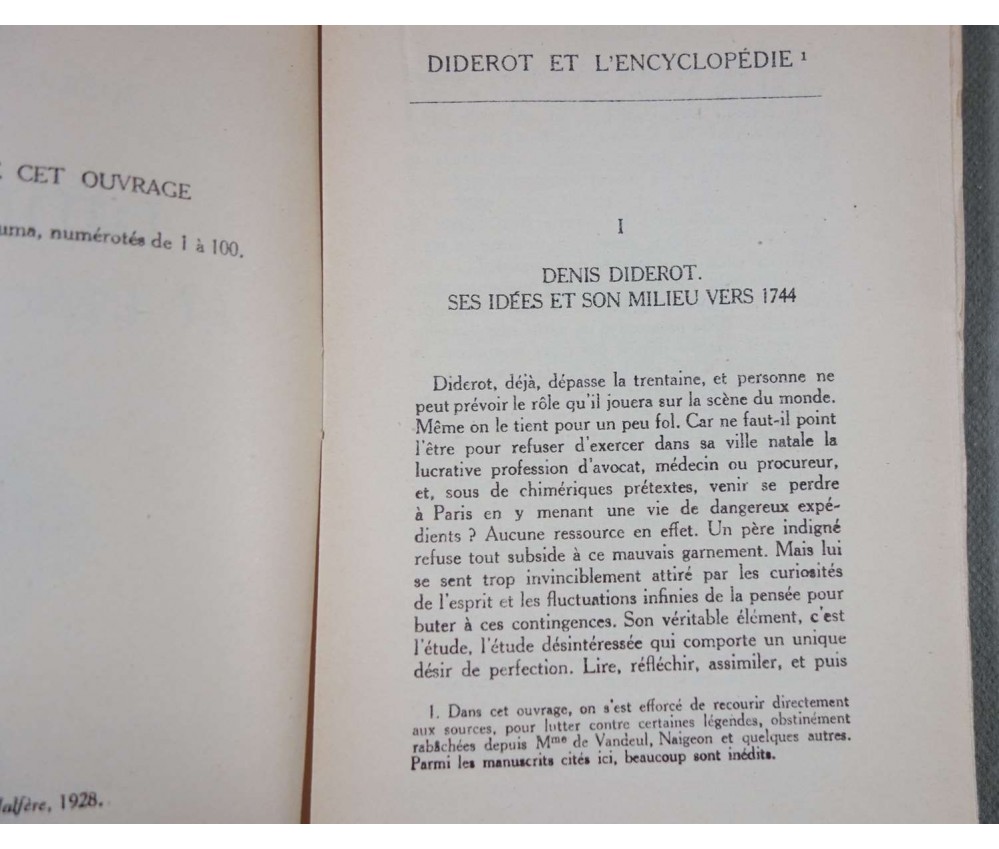 CET OUVRAGE
numérotés de 1 à 100.
1928.
DIDEROT ET L'ENCYCLOPÉDIE ¹
I
DENIS DIDEROT.
SES IDÉES ET SON MILIEU VERS 1744
Diderot, déjà, dépasse la trentaine, et personne ne
peut prévoir le rôle qu'il jouera sur la scène du monde.
Même on le tient pour un peu fol. Car ne faut-il point
l'être pour refuser d'exercer dans sa ville natale la
lucrative profession d'avocat, médecin ou procureur,
et, sous de chimériques prétextes, venir se perdre
à Paris en y menant une vie de dangereux expé-
dients ? Aucune ressource en effet. Un père indigné
refuse tout subside à ce mauvais garnement. Mais lui
se sent trop invinciblement attiré par les curiosités
de l'esprit et les fluctuations infinies de la pensée pour
buter à ces contingences. Son véritable élément, c'est
l'étude, l'étude désintéressée qui comporte un unique
désir de perfection. Lire, réfléchir, assimiler, et puis
1. Dans cet ouvrage, on s'est efforcé de recourir directement
aux sources, pour lutter contre certaines légendes, obstinément
rabâchées depuis Mme de Vandeul, Naigeon et quelques autres.
Parmi les manuscrits cités ici, beaucoup sont inédits.